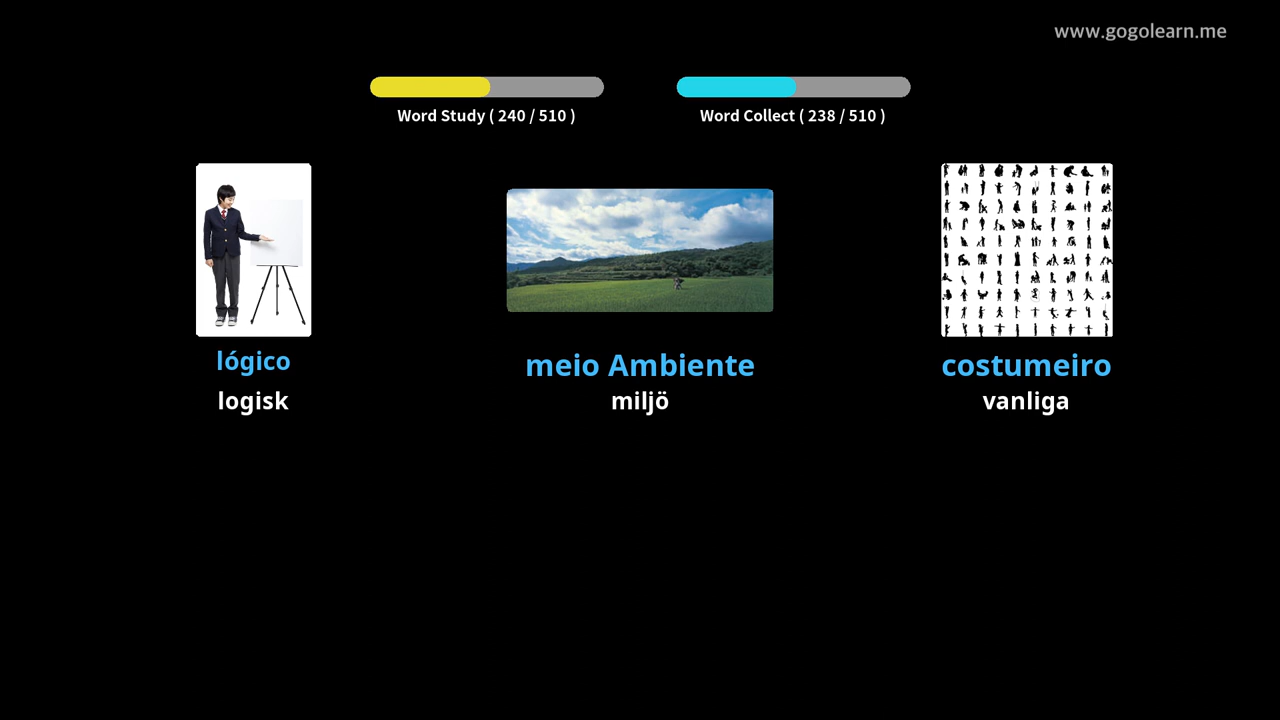 www.gogolearn.me
Word Study ( 240 / 510 )
Word Collect ( 238 / 510 )
lógico
logisk
meio Ambiente
miljö
costumeiro
vanliga